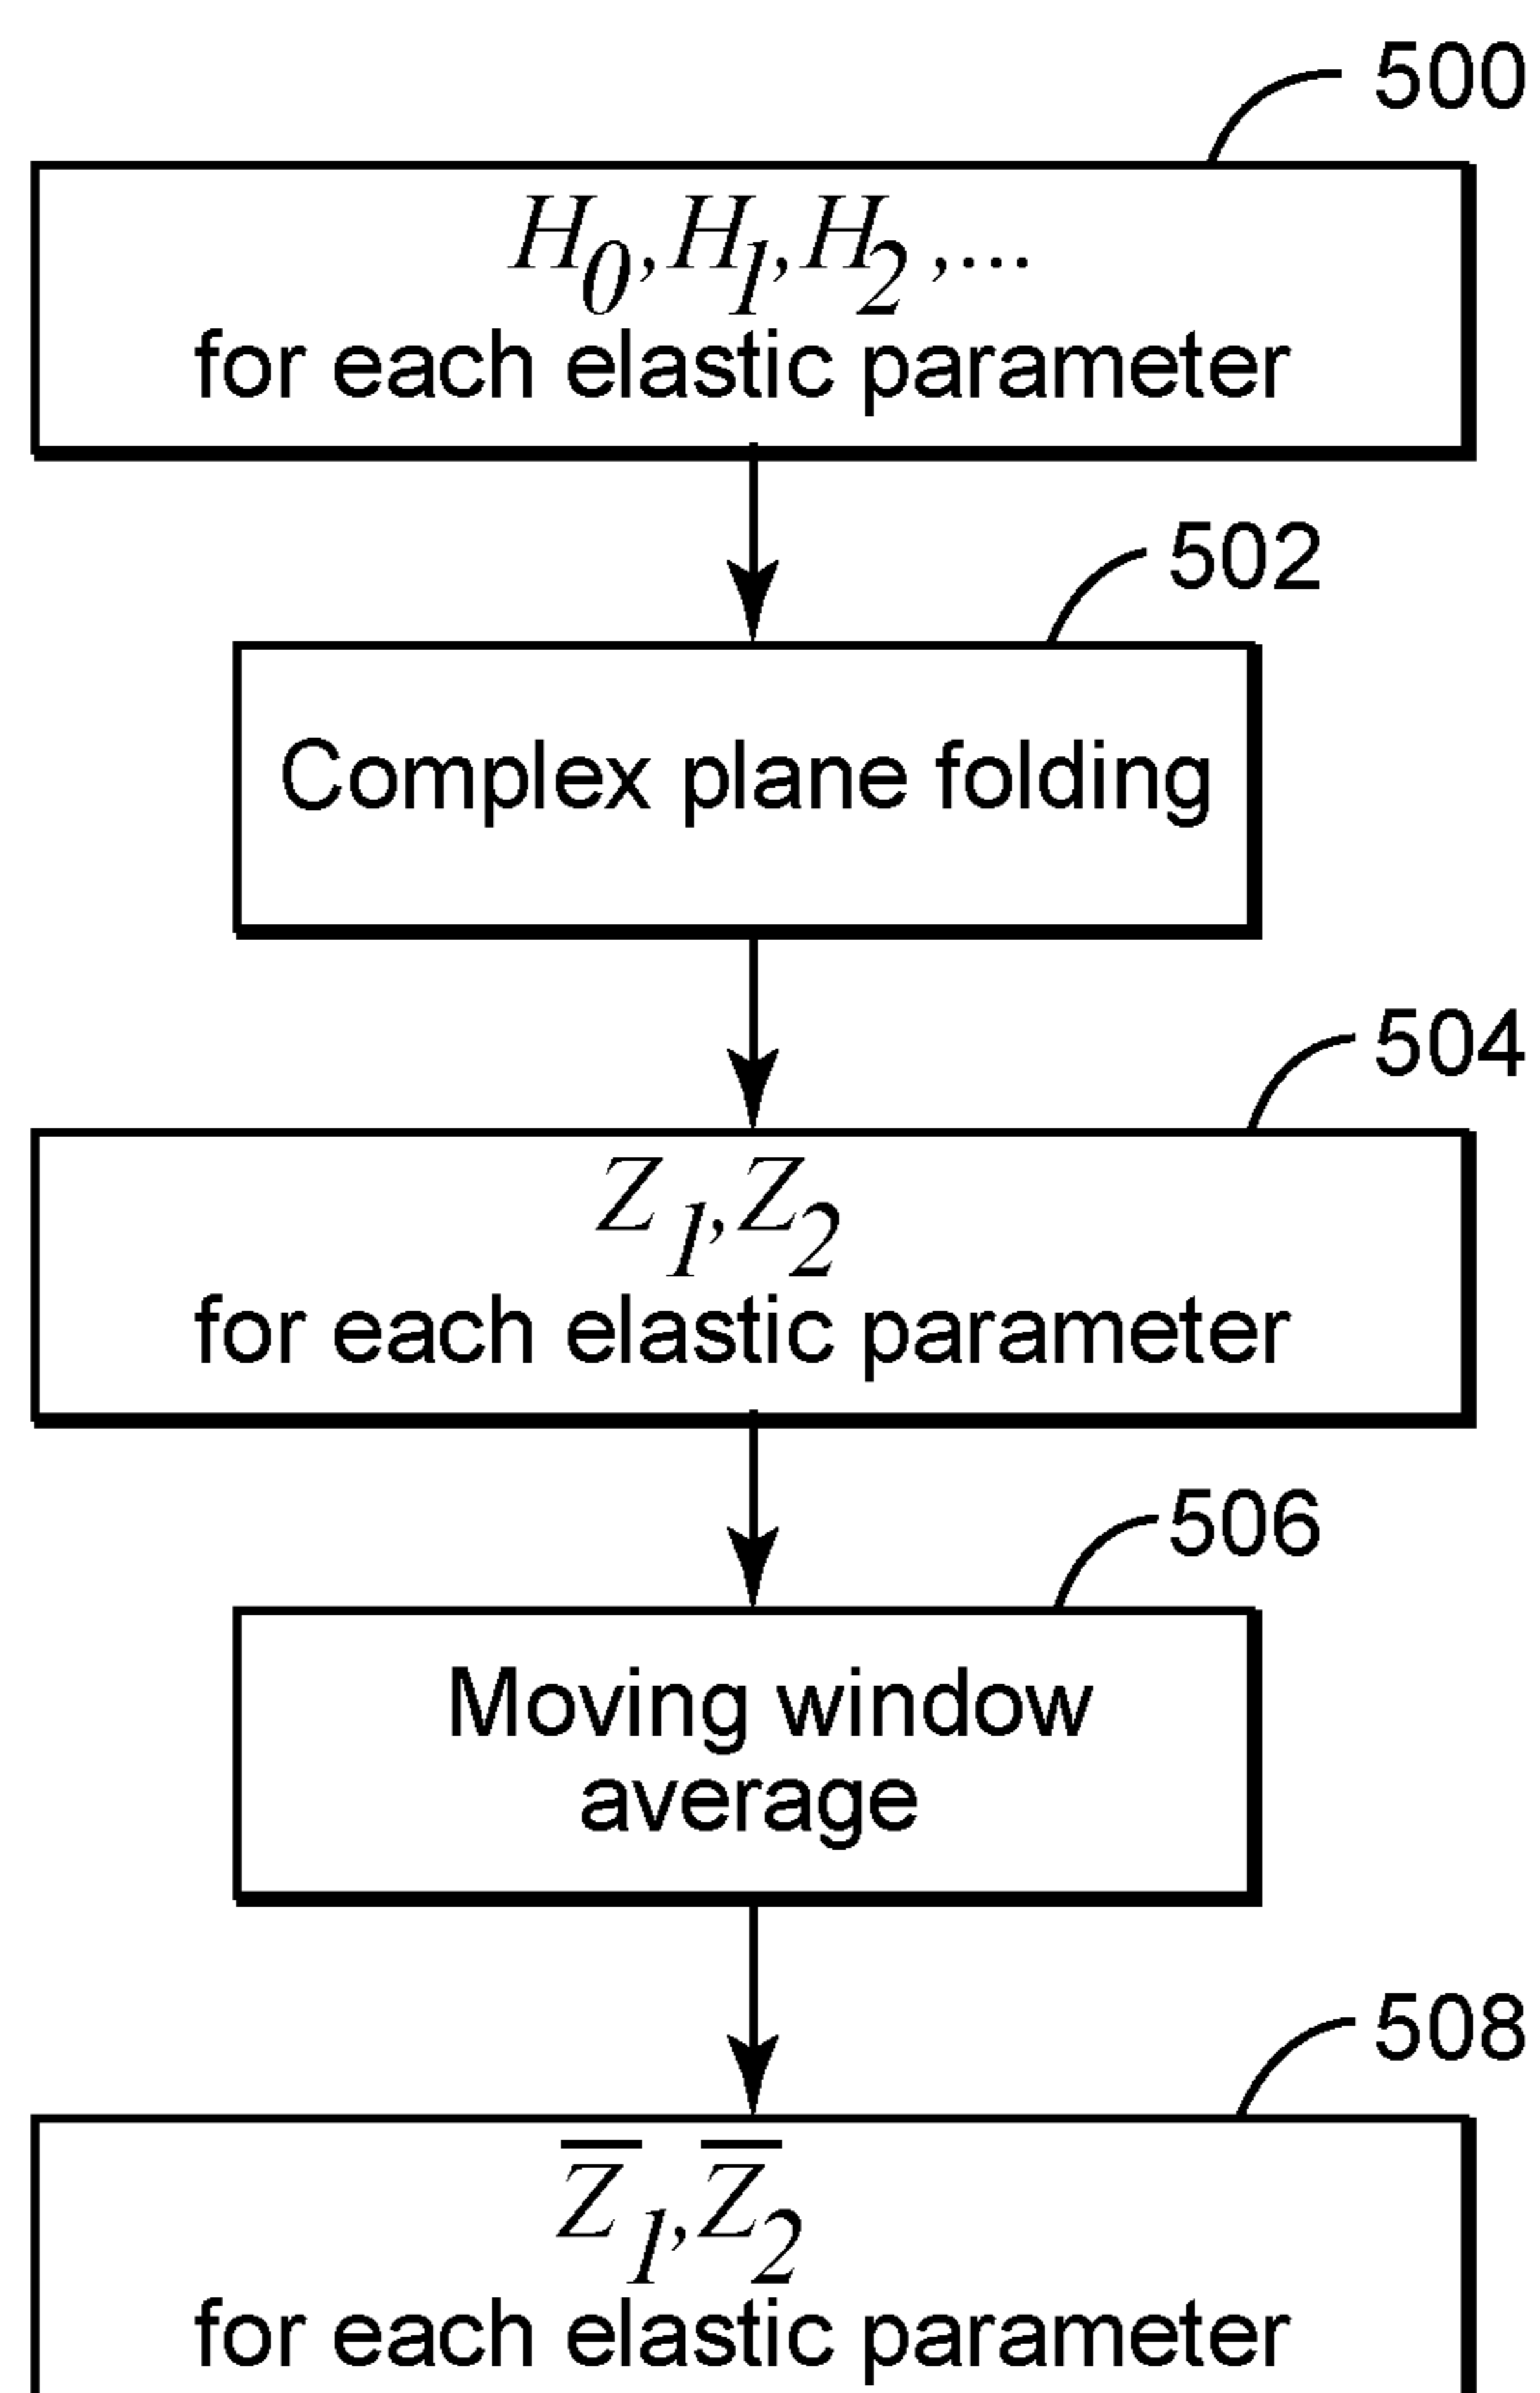 500
H0,H1,H2,...
for each elastic parameter
502
Complex plane folding
504
Z1,Z2
for each elastic parameter
506
Moving window
average
508
Z̅1,Z̅2
for each elastic parameter